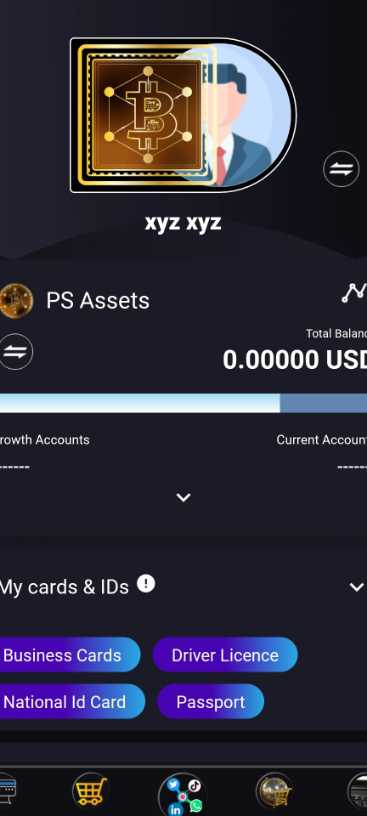 xyz xyz
PS Assets
Total Balanc
0.00000 USD
rowth Accounts
Current Accoun
------
------
My cards & IDs
Business Cards
Driver Licence
National Id Card
Passport